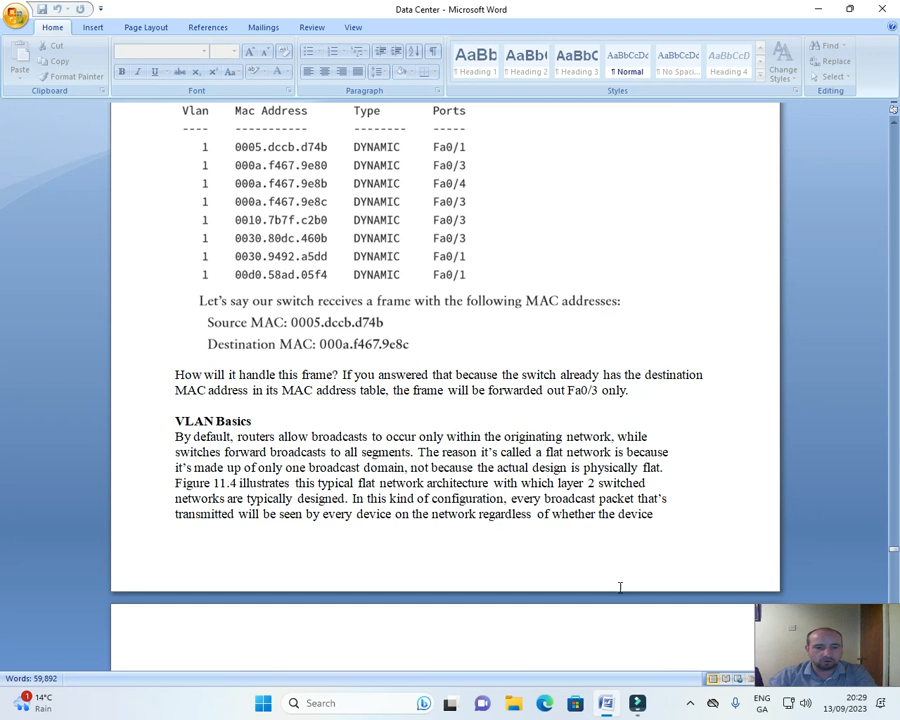 Data Center - Microsoft Word
Home Insert Page Layout References Mailings Review View
Paste
Cut
Copy
Format Painter
Clipboard
Font
Paragraph
AaBb AaBb AaBbC AaBbCcD AaBbCcD AaBbCcD
Heading 1 Heading 2 Heading 3 ¶ Normal ¶ No Spaci... Heading 4
Change
Styles
Styles
Find
Replace
Select
Editing
Vlan Mac Address Type Ports
---- ----------- -------- -----
1 0005.dccb.d74b DYNAMIC Fa0/1
1 000a.f467.9e80 DYNAMIC Fa0/3
1 000a.f467.9e8b DYNAMIC Fa0/4
1 000a.f467.9e8c DYNAMIC Fa0/3
1 0010.7b7f.c2b0 DYNAMIC Fa0/3
1 0030.80dc.460b DYNAMIC Fa0/3
1 0030.9492.a5dd DYNAMIC Fa0/1
1 00d0.58ad.05f4 DYNAMIC Fa0/1
Let's say our switch receives a frame with the following MAC addresses:
Source MAC: 0005.dccb.d74b
Destination MAC: 000a.f467.9e8c
How will it handle this frame? If you answered that because the switch already has the destination
MAC address in its MAC address table, the frame will be forwarded out Fa0/3 only.
VLAN Basics
By default, routers allow broadcasts to occur only within the originating network, while
switches forward broadcasts to all segments. The reason it's called a flat network is because
it's made up of only one broadcast domain, not because the actual design is physically flat.
Figure 11.4 illustrates this typical flat network architecture with which layer 2 switched
networks are typically designed. In this kind of configuration, every broadcast packet that's
transmitted will be seen by every device on the network regardless of whether the device
Words: 59,892
14°C
Rain
Search
ENG
GA
20:29
13/09/2023